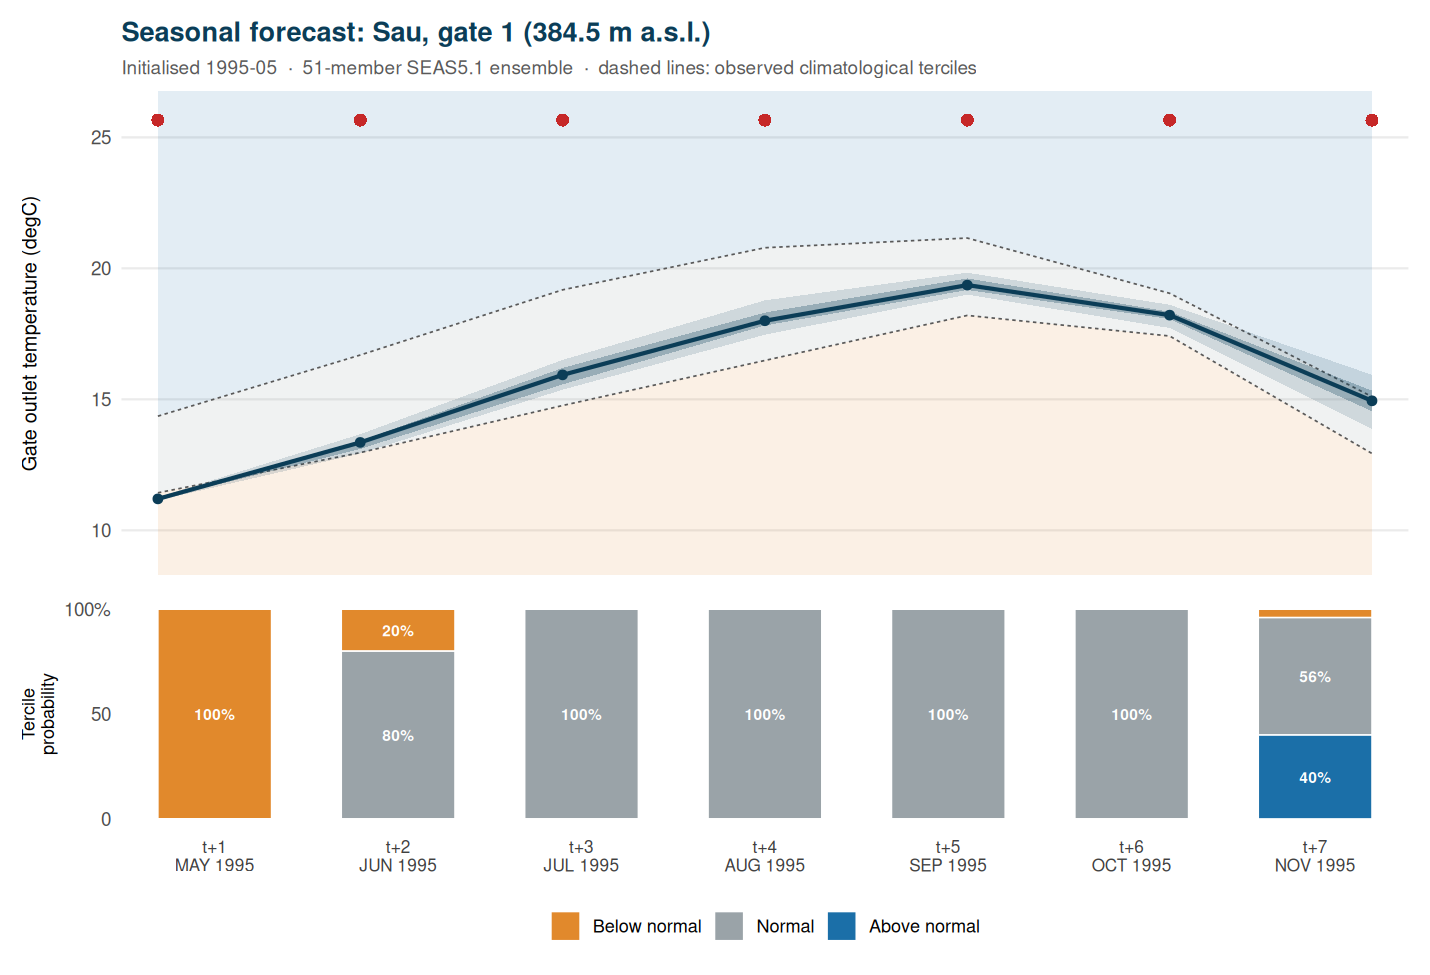 Seasonal forecast: Sau, gate 1 (384.5 m a.s.l.)
Initialised 1995-05 · 51-member SEAS5.1 ensemble · dashed lines: observed climatological terciles
Gate outlet temperature (degC)
25
20
15
10
Tercile
probability
100%
50
0
100%
20%
80%
100%
100%
100%
100%
56%
40%
t+1
MAY 1995
t+2
JUN 1995
t+3
JUL 1995
t+4
AUG 1995
t+5
SEP 1995
t+6
OCT 1995
t+7
NOV 1995
Below normal
Normal
Above normal